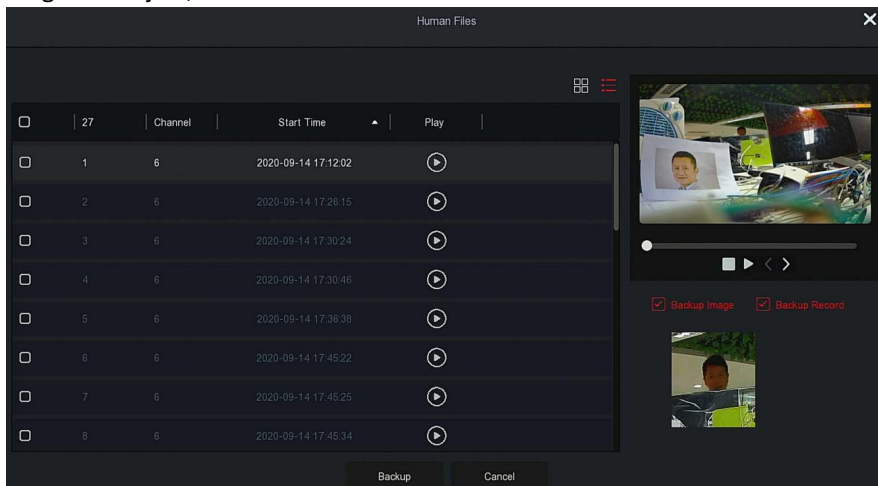 Human Files
27 Channel Start Time Play
1 6 2020-09-14 17:12:02
2 6 2020-09-14 17:26:15
3 6 2020-09-14 17:30:24
4 6 2020-09-14 17:30:46
5 6 2020-09-14 17:36:38
6 6 2020-09-14 17:45:22
7 6 2020-09-14 17:45:25
8 6 2020-09-14 17:45:34
Backup Image Backup Record
Backup Cancel